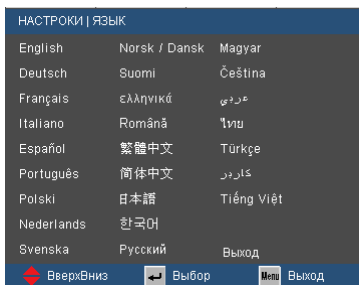 НАСТРОКИ | ЯЗЫК
English Norsk / Dansk Magyar
Deutsch Suomi Čeština
Français ελληνικά عربي
Italiano Română ไทย
Español 繁體中文 Türkçe
Português 简体中文 كاربر
Polski 日本語 Tiếng Việt
Nederlands 한국어
Svenska Русский Выход
ВверхВниз Выбор Menu Выход